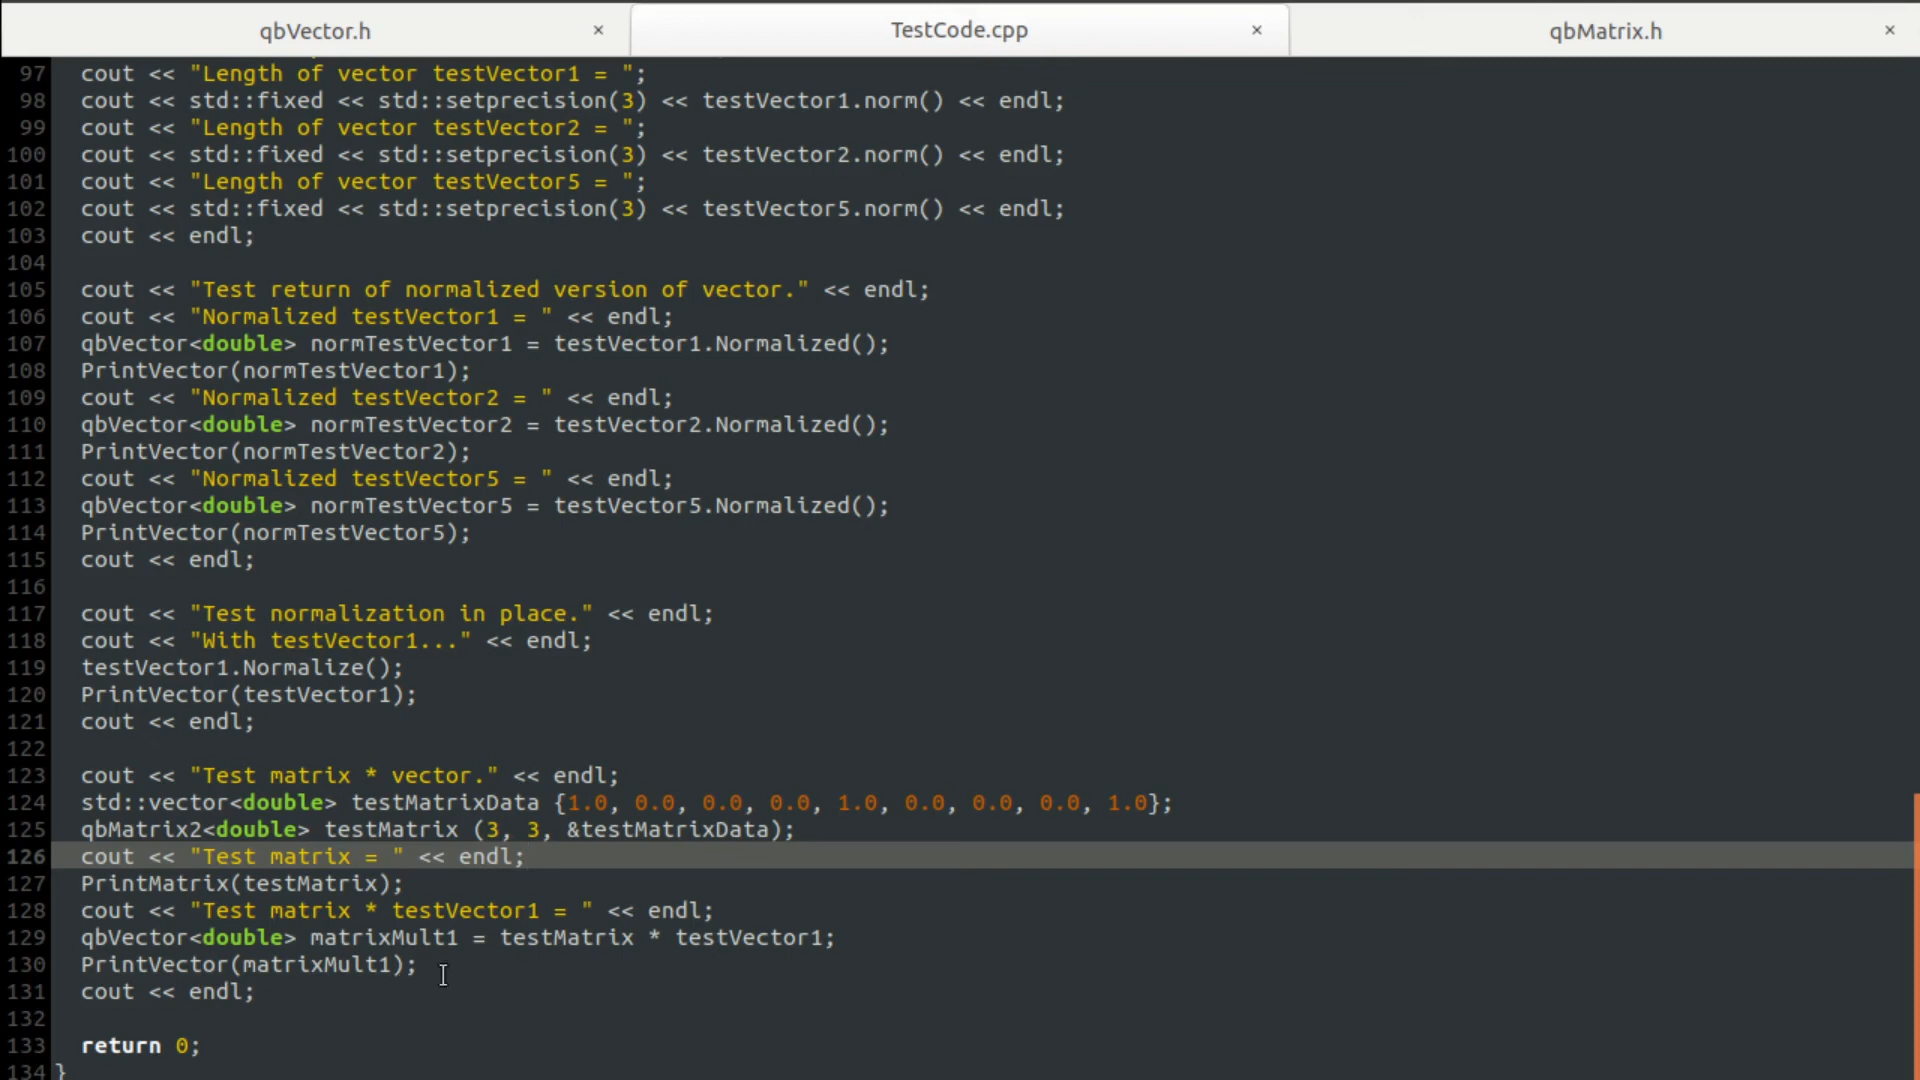 qbVector.h × TestCode.cpp × qbMatrix.h ×
97 cout << "Length of vector testVector1 = ";
98 cout << std::fixed << std::setprecision(3) << testVector1.norm() << endl;
99 cout << "Length of vector testVector2 = ";
100 cout << std::fixed << std::setprecision(3) << testVector2.norm() << endl;
101 cout << "Length of vector testVector5 = ";
102 cout << std::fixed << std::setprecision(3) << testVector5.norm() << endl;
103 cout << endl;
104
105 cout << "Test return of normalized version of vector." << endl;
106 cout << "Normalized testVector1 = " << endl;
107 qbVector<double> normTestVector1 = testVector1.Normalized();
108 PrintVector(normTestVector1);
109 cout << "Normalized testVector2 = " << endl;
110 qbVector<double> normTestVector2 = testVector2.Normalized();
111 PrintVector(normTestVector2);
112 cout << "Normalized testVector5 = " << endl;
113 qbVector<double> normTestVector5 = testVector5.Normalized();
114 PrintVector(normTestVector5);
115 cout << endl;
116
117 cout << "Test normalization in place." << endl;
118 cout << "With testVector1..." << endl;
119 testVector1.Normalize();
120 PrintVector(testVector1);
121 cout << endl;
122
123 cout << "Test matrix * vector." << endl;
124 std::vector<double> testMatrixData {1.0, 0.0, 0.0, 0.0, 1.0, 0.0, 0.0, 0.0, 1.0};
125 qbMatrix2<double> testMatrix (3, 3, &testMatrixData);
126 cout << "Test matrix = " << endl;
127 PrintMatrix(testMatrix);
128 cout << "Test matrix * testVector1 = " << endl;
129 qbVector<double> matrixMult1 = testMatrix * testVector1;
130 PrintVector(matrixMult1);
131 cout << endl;
132
133 return 0;
134 }